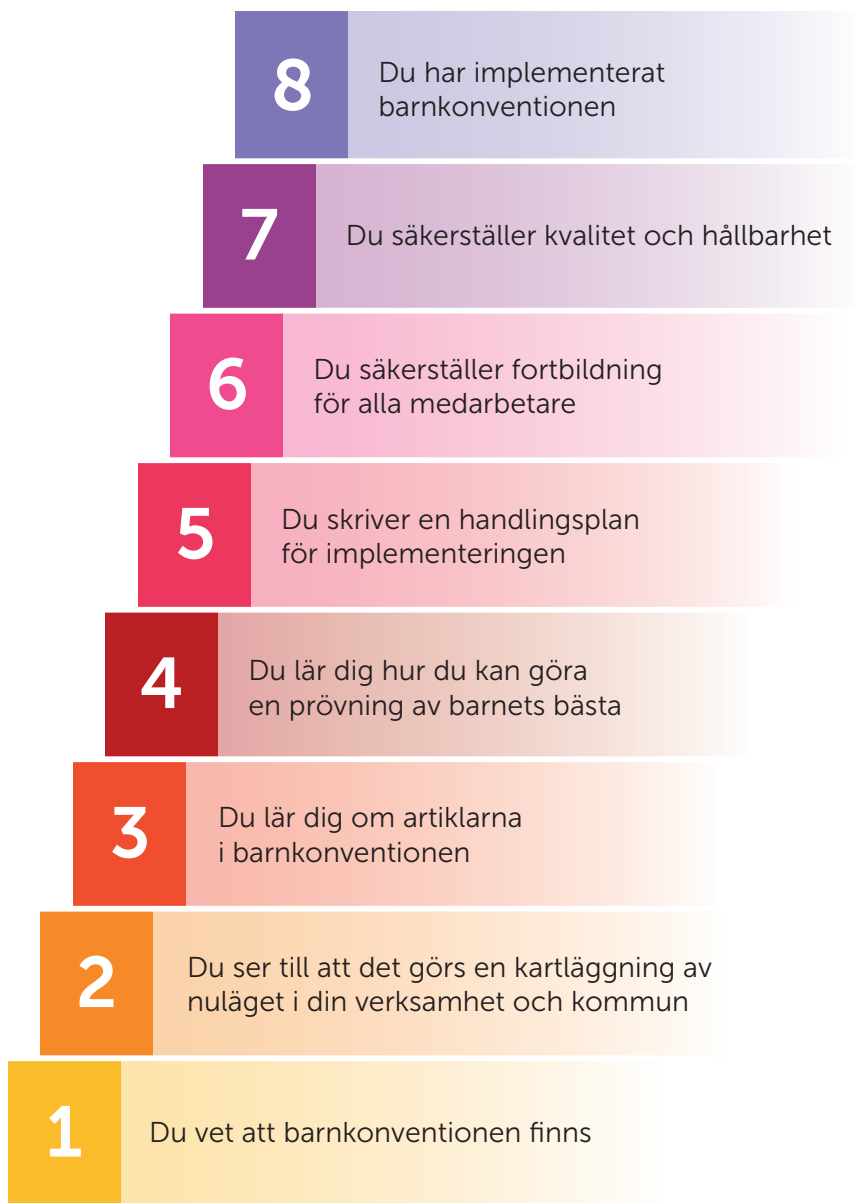 8
Du har implementerat
barnkonventionen
7
Du säkerställer kvalitet och hållbarhet
6
Du säkerställer fortbildning
för alla medarbetare
5
Du skriver en handlingsplan
för implementeringen
4
Du lär dig hur du kan göra
en prövning av barnets bästa
3
Du lär dig om artiklarna
i barnkonventionen
2
Du ser till att det görs en kartläggning av
nuläget i din verksamhet och kommun
1
Du vet att barnkonventionen finns